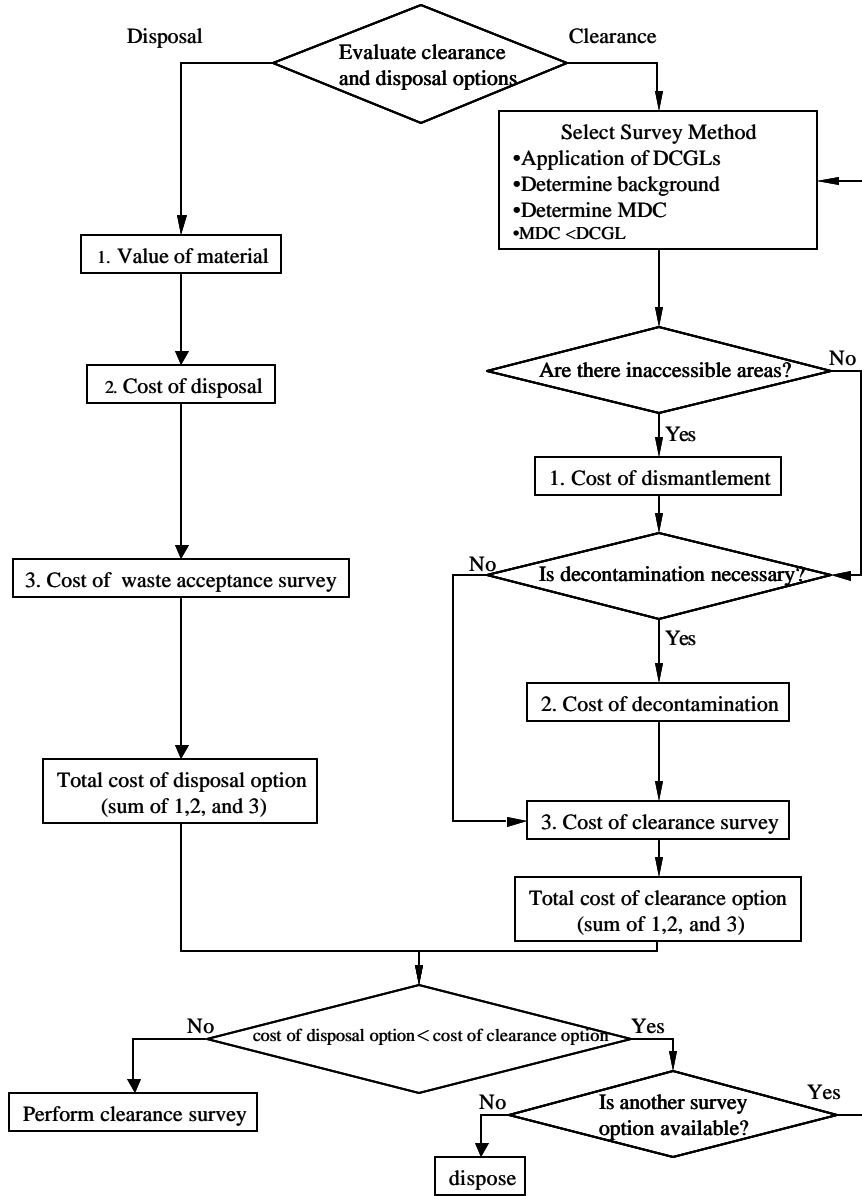 Disposal
Evaluate clearance
and disposal options
Clearance
Select Survey Method
•Application of DCGLs
•Determine background
•Determine MDC
•MDC <DCGL
1. Value of material
2. Cost of disposal
3. Cost of waste acceptance survey
Total cost of disposal option
(sum of 1,2, and 3)
Are there inaccessible areas?
No
Yes
1. Cost of dismantlement
Is decontamination necessary?
No
Yes
2. Cost of decontamination
3. Cost of clearance survey
Total cost of clearance option
(sum of 1,2, and 3)
cost of disposal option < cost of clearance option
No
Yes
Perform clearance survey
Is another survey
option available?
No
Yes
dispose